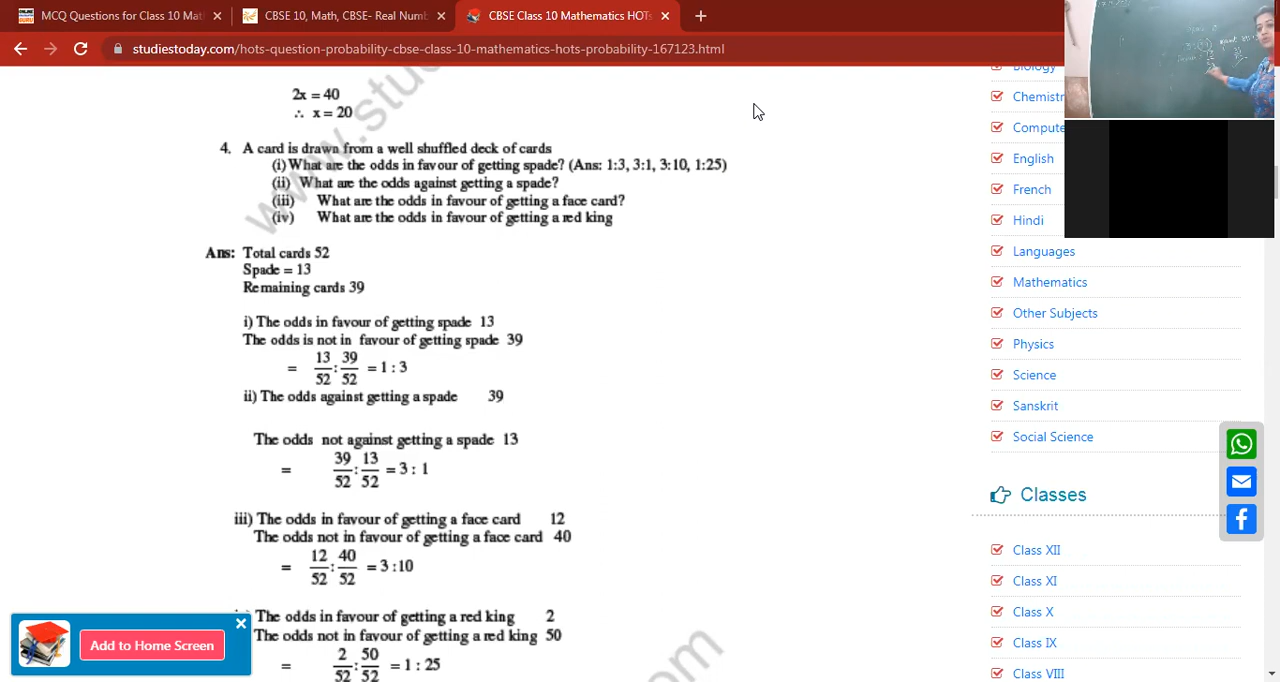 MCQ Questions for Class 10 Mat
CBSE 10, Math, CBSE- Real Numb
CBSE Class 10 Mathematics HOTs
studiestoday.com/hots-question-probability-cbse-class-10-mathematics-hots-probability-167123.html
2x = 40
∴ x = 20
4. A card is drawn from a well shuffled deck of cards
(i) What are the odds in favour of getting spade? (Ans: 1:3, 3:1, 3:10, 1:25)
(ii) What are the odds against getting a spade?
(iii) What are the odds in favour of getting a face card?
(iv) What are the odds in favour of getting a red king
Ans: Total cards 52
Spade = 13
Remaining cards 39
i) The odds in favour of getting spade 13
The odds is not in favour of getting spade 39
= 13/52 : 39/52 = 1 : 3
ii) The odds against getting a spade 39
The odds not against getting a spade 13
= 39/52 : 13/52 = 3 : 1
iii) The odds in favour of getting a face card 12
The odds not in favour of getting a face card 40
= 12/52 : 40/52 = 3 : 10
The odds in favour of getting a red king 2
The odds not in favour of getting a red king 50
= 2/52 : 50/52 = 1 : 25
www.stu
om
Add to Home Screen
Biology
Chemistr
Compute
English
French
Hindi
Languages
Mathematics
Other Subjects
Physics
Science
Sanskrit
Social Science
Classes
Class XII
Class XI
Class X
Class IX
Class VIII